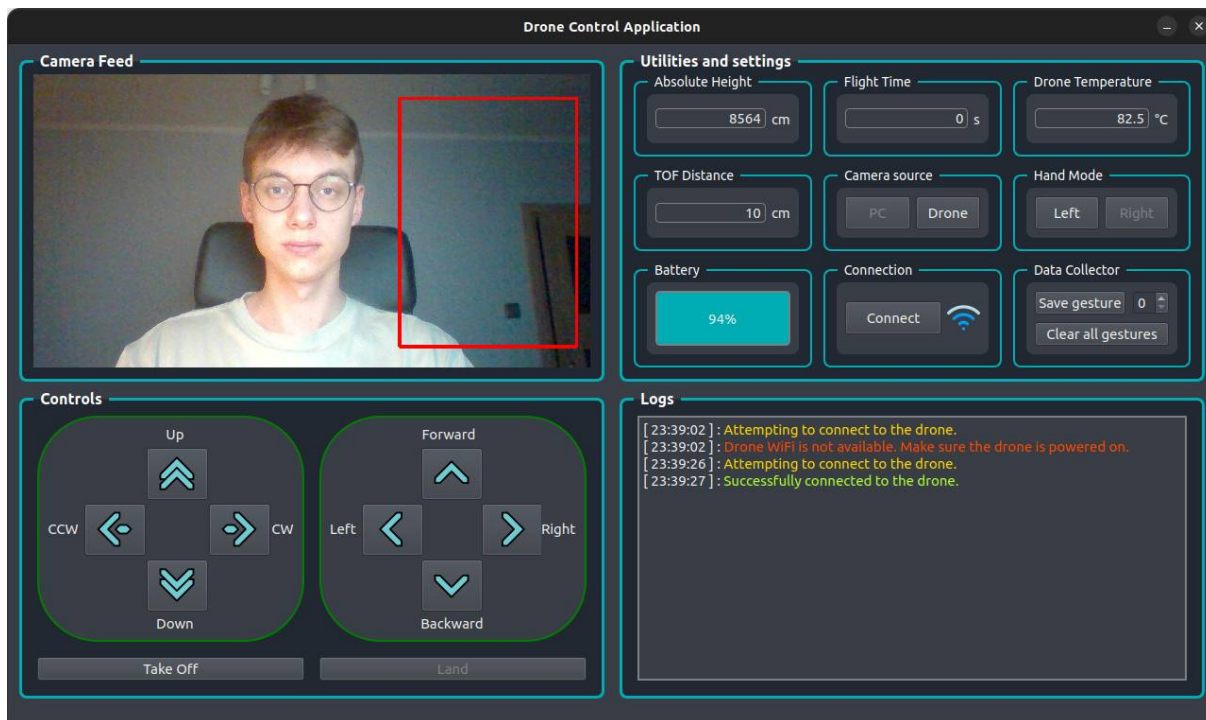 Drone Control Application
Camera Feed
Utilities and settings
Absolute Height
8564 cm
Flight Time
0 s
Drone Temperature
82.5 °C
TOF Distance
10 cm
Camera source
PC Drone
Hand Mode
Left Right
Battery
94%
Connection
Connect
Data Collector
Save gesture 0
Clear all gestures
Controls
Up
CCW CW
Down
Forward
Left Right
Backward
Take Off Land
Logs
[ 23:39:02 ] : Attempting to connect to the drone.
[ 23:39:02 ] : Drone WiFi is not available. Make sure the drone is powered on.
[ 23:39:26 ] : Attempting to connect to the drone.
[ 23:39:27 ] : Successfully connected to the drone.